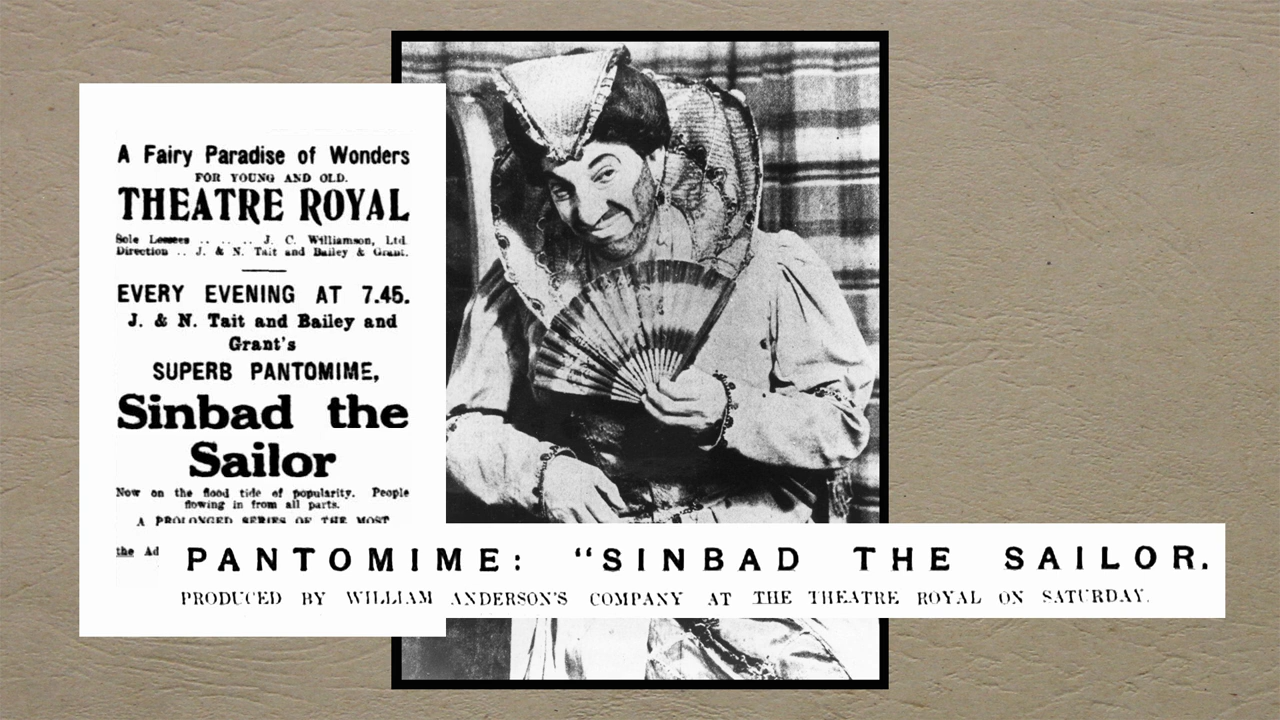 A Fairy Paradise of Wonders
FOR YOUNG AND OLD.
THEATRE ROYAL
Sole Lessees .. .. .. J. C. Williamson, Ltd.
Direction .. J. & N. Tait and Bailey & Grant.
EVERY EVENING AT 7.45.
J. & N. Tait and Bailey and
Grant's
SUPERB PANTOMIME,
Sinbad the
Sailor
Now on the flood tide of popularity. People
flowing in from all parts.
A PROLONGED SERIES OF THE MOST
the Ad
PANTOMIME: "SINBAD THE SAILOR.
PRODUCED BY WILLIAM ANDERSON'S COMPANY AT THE THEATRE ROYAL ON SATURDAY.